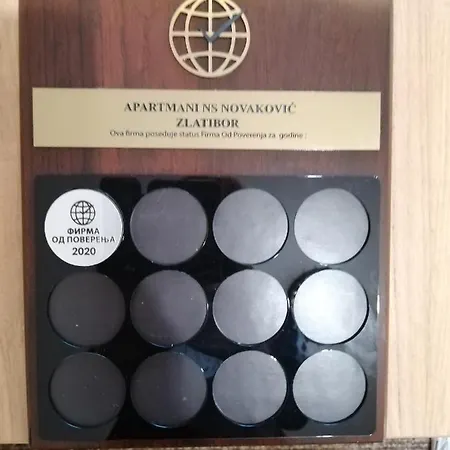 APARTMANI NS NOVAKOVIĆ
ZLATIBOR
Ova firma poseduje status Firma Od Poverenja za godine :
ФИРМА
ОД ПОВЕРЕЊА
2020